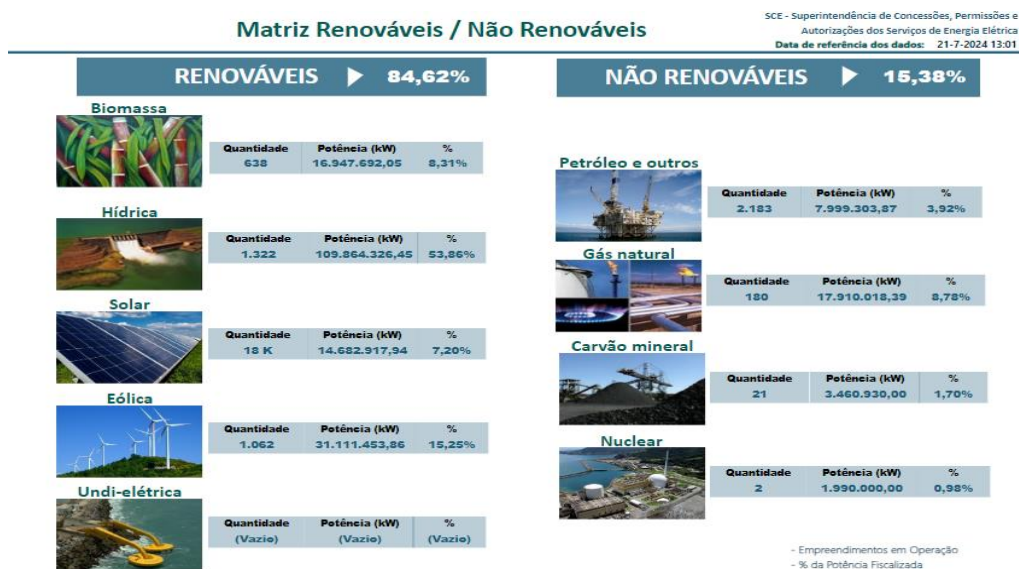 Matriz Renováveis / Não Renováveis
SCE - Superintendência de Concessões, Permissões e
Autorizações dos Serviços de Energia Elétrica
Data de referência dos dados: 21-7-2024 13:01
RENOVÁVEIS 84,62%
Biomassa
Quantidade Potência (kW) %
638 16.947.692,05 8,31%
Hídrica
Quantidade Potência (kW) %
1.322 109.864.326,45 53,86%
Solar
Quantidade Potência (kW) %
18 K 14.682.917,94 7,20%
Eólica
Quantidade Potência (kW) %
1.062 31.111.453,86 15,25%
Undi-elétrica
Quantidade Potência (kW) %
(Vazio) (Vazio) (Vazio)
NÃO RENOVÁVEIS 15,38%
Petróleo e outros
Quantidade Potência (kW) %
2.183 7.999.303,87 3,92%
Gás natural
Quantidade Potência (kW) %
180 17.910.018,39 8,78%
Carvão mineral
Quantidade Potência (kW) %
21 3.460.930,00 1,70%
Nuclear
Quantidade Potência (kW) %
2 1.990.000,00 0,98%
- Empreendimentos em Operação
- % da Potência Fiscalizada